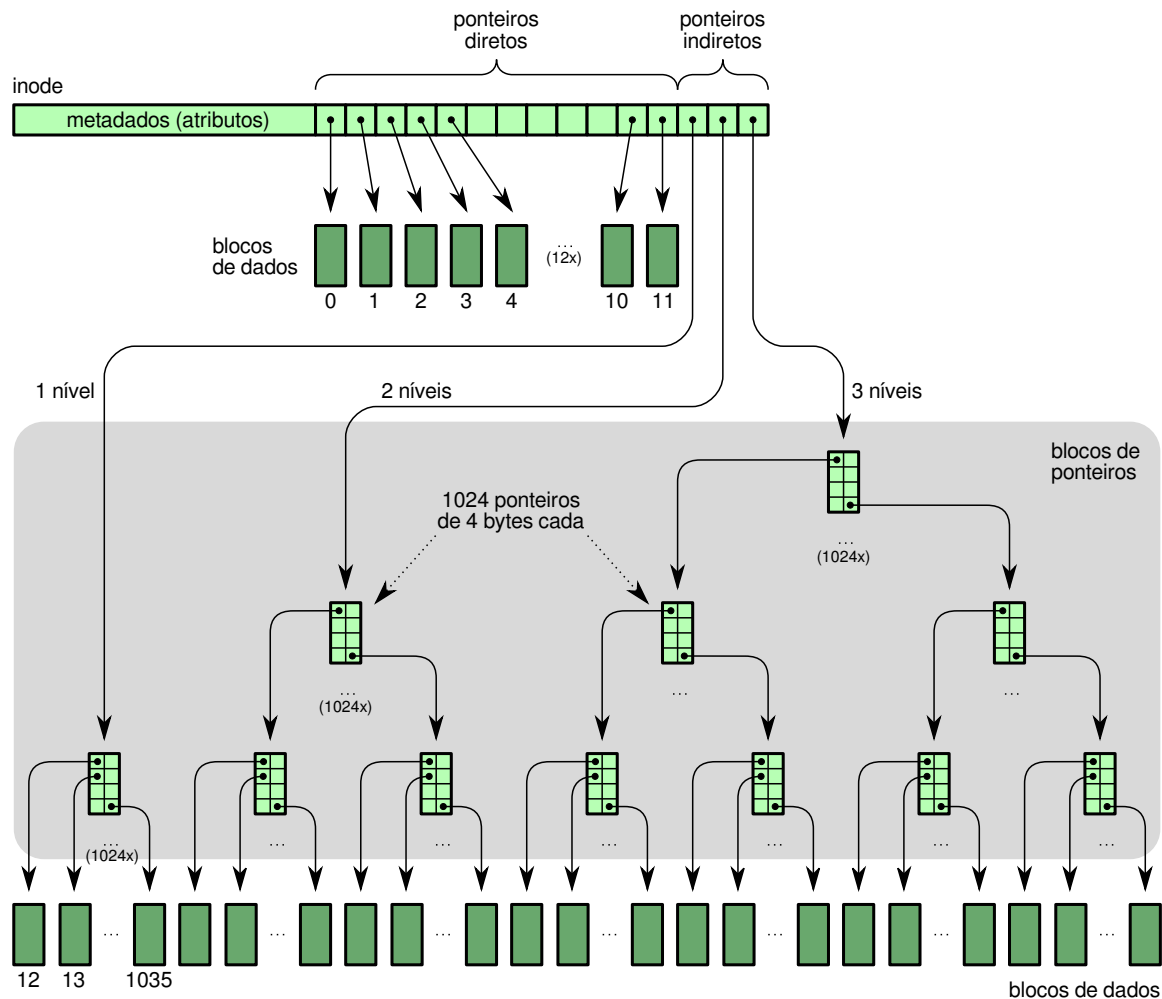 ponteiros
diretos
ponteiros
indiretos
inode
metadados (atributos)
blocos
de dados
...
(12x)
0
1
2
3
4
10
11
1 nível
2 níveis
3 níveis
blocos de
ponteiros
1024 ponteiros
de 4 bytes cada
...
(1024x)
...
(1024x)
...
...
...
(1024x)
...
...
...
...
...
...
...
...
...
...
...
...
...
12
13
1035
blocos de dados